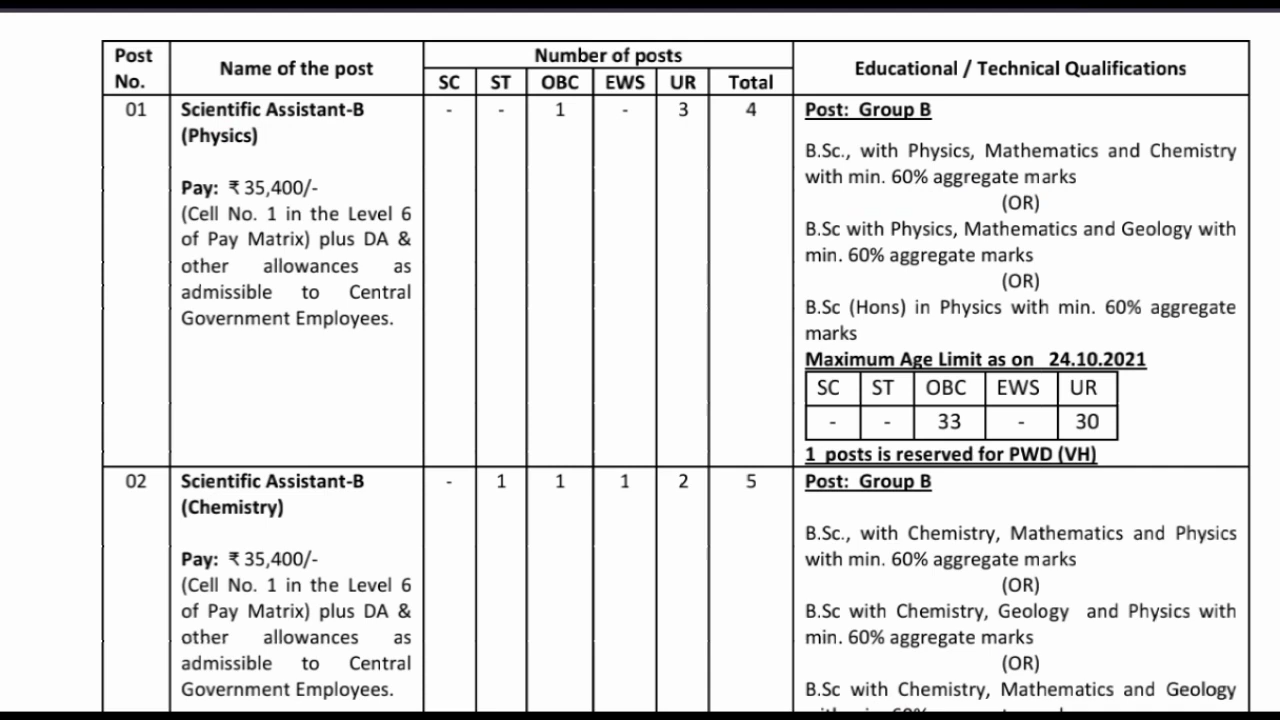 Post No. Name of the post Number of posts Educational / Technical Qualifications
SC ST OBC EWS UR Total
01 Scientific Assistant-B - - 1 - 3 4 Post: Group B
(Physics)
Pay: ₹ 35,400/-
(Cell No. 1 in the Level 6
of Pay Matrix) plus DA &
other allowances as
admissible to Central
Government Employees.
B.Sc., with Physics, Mathematics and Chemistry
with min. 60% aggregate marks
(OR)
B.Sc with Physics, Mathematics and Geology with
min. 60% aggregate marks
(OR)
B.Sc (Hons) in Physics with min. 60% aggregate
marks
Maximum Age Limit as on 24.10.2021
SC ST OBC EWS UR
- - 33 - 30
1 posts is reserved for PWD (VH)
02 Scientific Assistant-B - 1 1 1 2 5 Post: Group B
(Chemistry)
Pay: ₹ 35,400/-
(Cell No. 1 in the Level 6
of Pay Matrix) plus DA &
other allowances as
admissible to Central
Government Employees.
B.Sc., with Chemistry, Mathematics and Physics
with min. 60% aggregate marks
(OR)
B.Sc with Chemistry, Geology and Physics with
min. 60% aggregate marks
(OR)
B.Sc with Chemistry, Mathematics and Geology